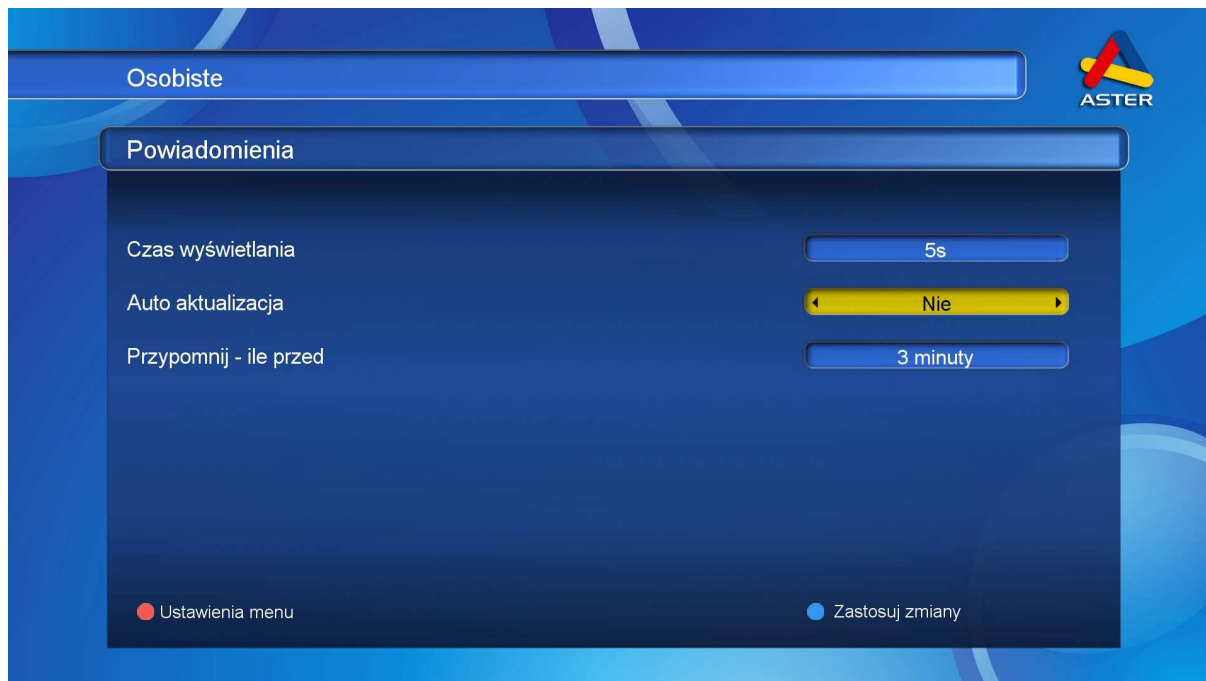 Osobiste
ASTER
Powiadomienia
Czas wyświetlania 5s
Auto aktualizacja Nie
Przypomnij - ile przed 3 minuty
Ustawienia menu Zastosuj zmiany